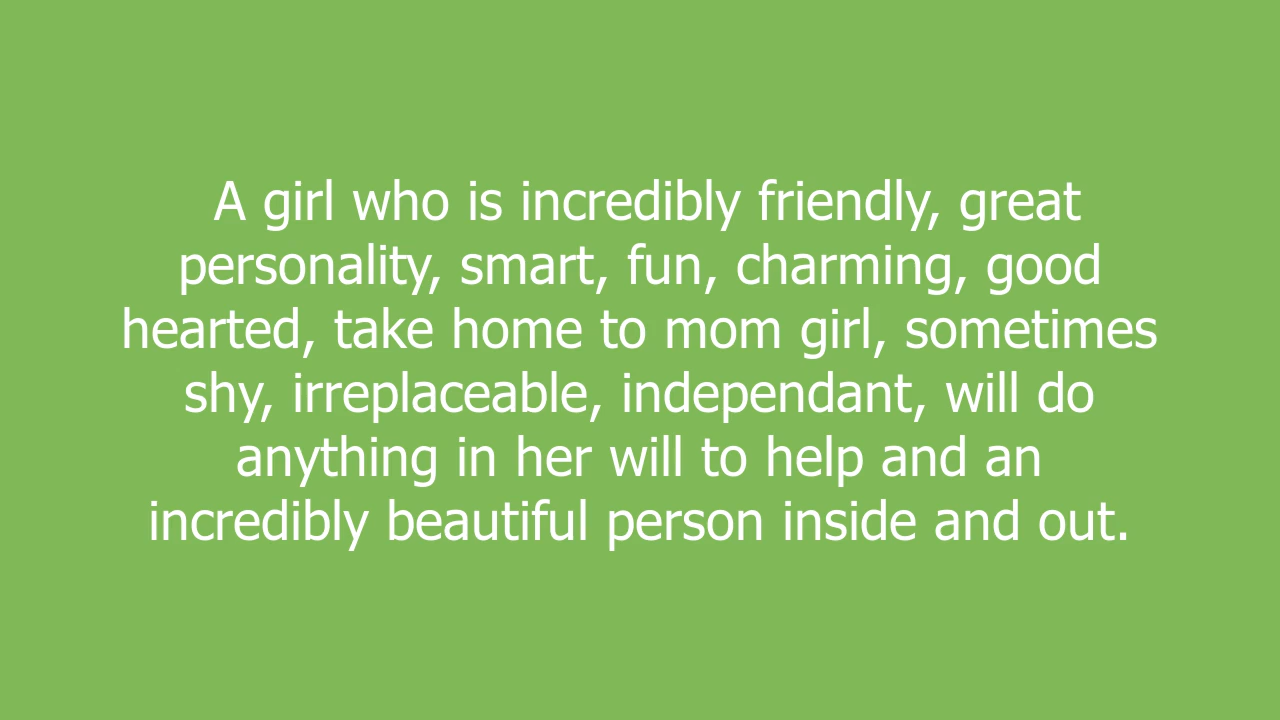 A girl who is incredibly friendly, great
personality, smart, fun, charming, good
hearted, take home to mom girl, sometimes
shy, irreplaceable, independant, will do
anything in her will to help and an
incredibly beautiful person inside and out.